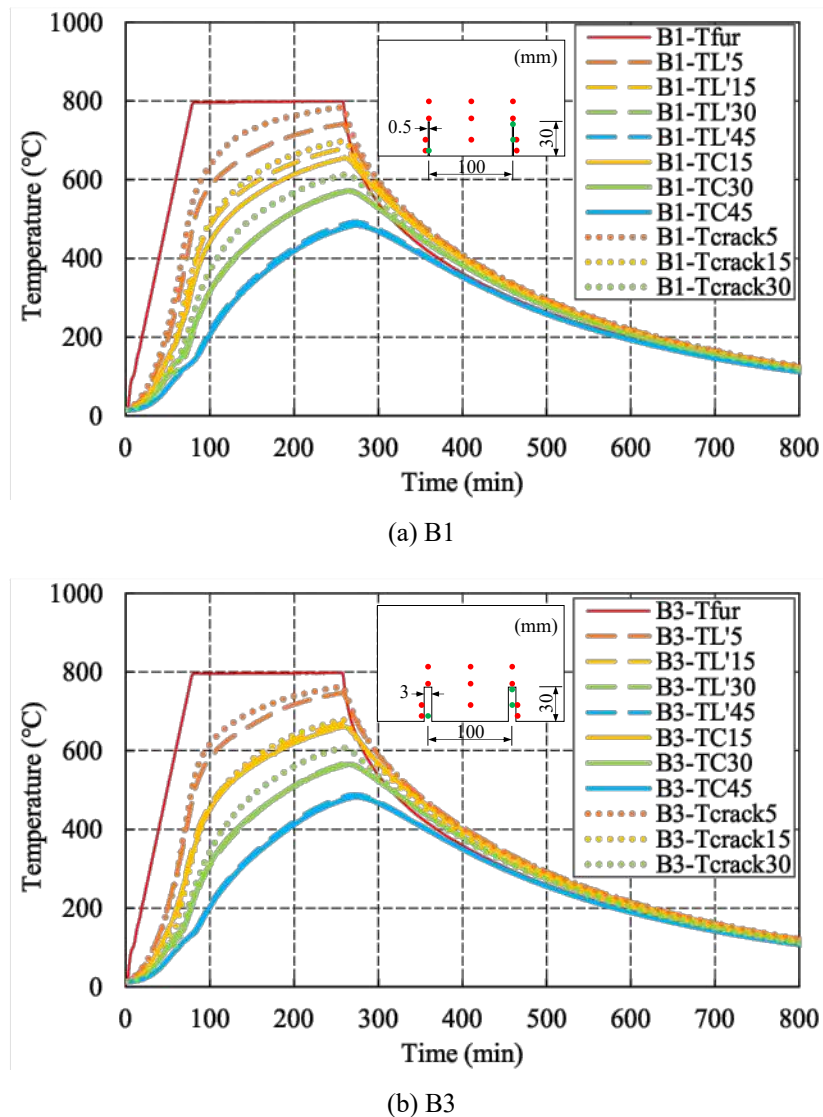 1000
800
600
400
200
0
Temperature (°C)
0 100 200 300 400 500 600 700 800
Time (min)
(mm)
0.5
30
100
B1-Tfur
B1-TL'5
B1-TL'15
B1-TL'30
B1-TL'45
B1-TC15
B1-TC30
B1-TC45
B1-Tcrack5
B1-Tcrack15
B1-Tcrack30
(a) B1
1000
800
600
400
200
0
Temperature (°C)
0 100 200 300 400 500 600 700 800
Time (min)
(mm)
3
30
100
B3-Tfur
B3-TL'5
B3-TL'15
B3-TL'30
B3-TL'45
B3-TC15
B3-TC30
B3-TC45
B3-Tcrack5
B3-Tcrack15
B3-Tcrack30
(b) B3